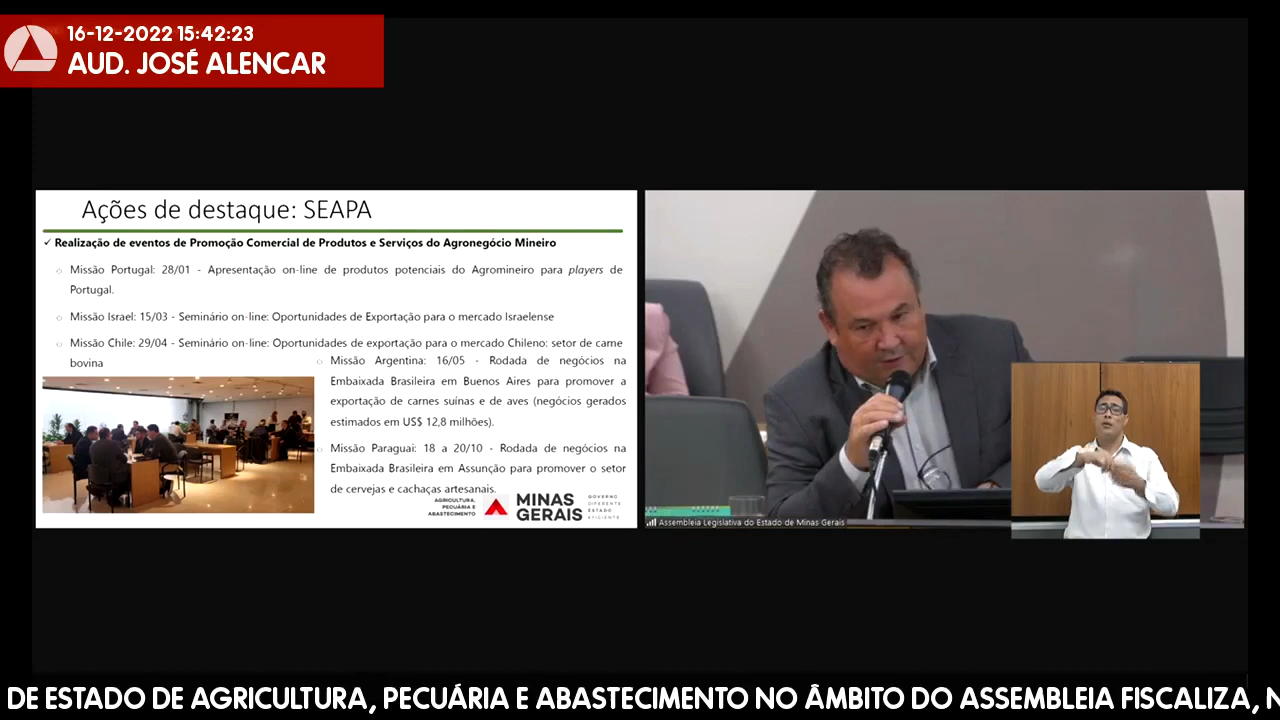 16-12-2022 15:42:23
AUD. JOSÉ ALENCAR
Ações de destaque: SEAPA
✓ Realização de eventos de Promoção Comercial de Produtos e Serviços do Agronegócio Mineiro
Missão Portugal: 28/01 - Apresentação on-line de produtos potenciais do Agromineiro para players de
Portugal.
Missão Israel: 15/03 - Seminário on-line: Oportunidades de Exportação para o mercado Israelense
Missão Chile: 29/04 - Seminário on-line: Oportunidades de exportação para o mercado Chileno: setor de carne
bovina
Missão Argentina: 16/05 - Rodada de negócios na
Embaixada Brasileira em Buenos Aires para promover a
exportação de carnes suínas e de aves (negócios gerados
estimados em US$ 12,8 milhões).
Missão Paraguai: 18 a 20/10 - Rodada de negócios na
Embaixada Brasileira em Assunção para promover o setor
de cervejas e cachaças artesanais.
AGRICULTURA,
PECUÁRIA E
ABASTECIMENTO
MINAS
GERAIS
GOVERNO
DIFERENTE
ESTADO
EFICIENTE
Assembleia Legislativa do Estado de Minas Gerais
DE ESTADO DE AGRICULTURA, PECUÁRIA E ABASTECIMENTO NO ÂMBITO DO ASSEMBLEIA FISCALIZA, N